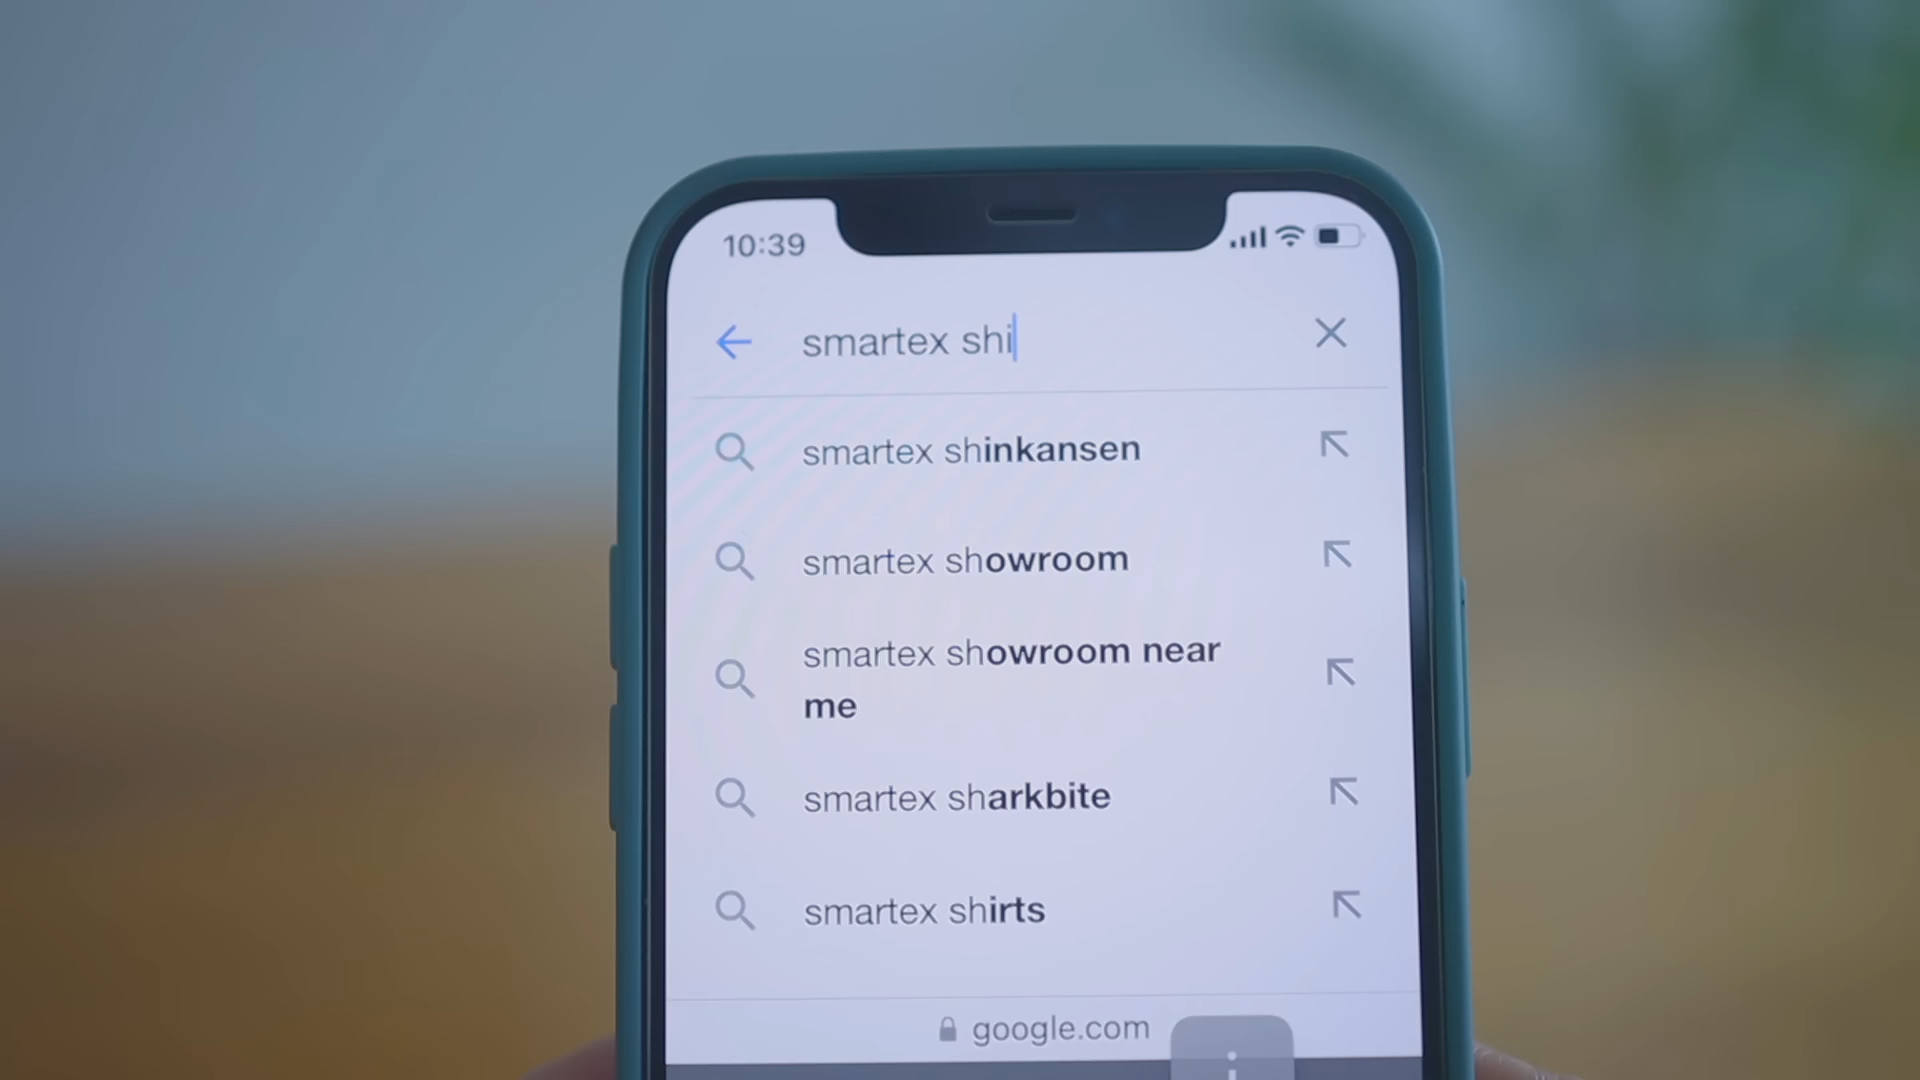 10:39
smartex shi
smartex shinkansen
smartex showroom
smartex showroom near
me
smartex sharkbite
smartex shirts
google.com
i